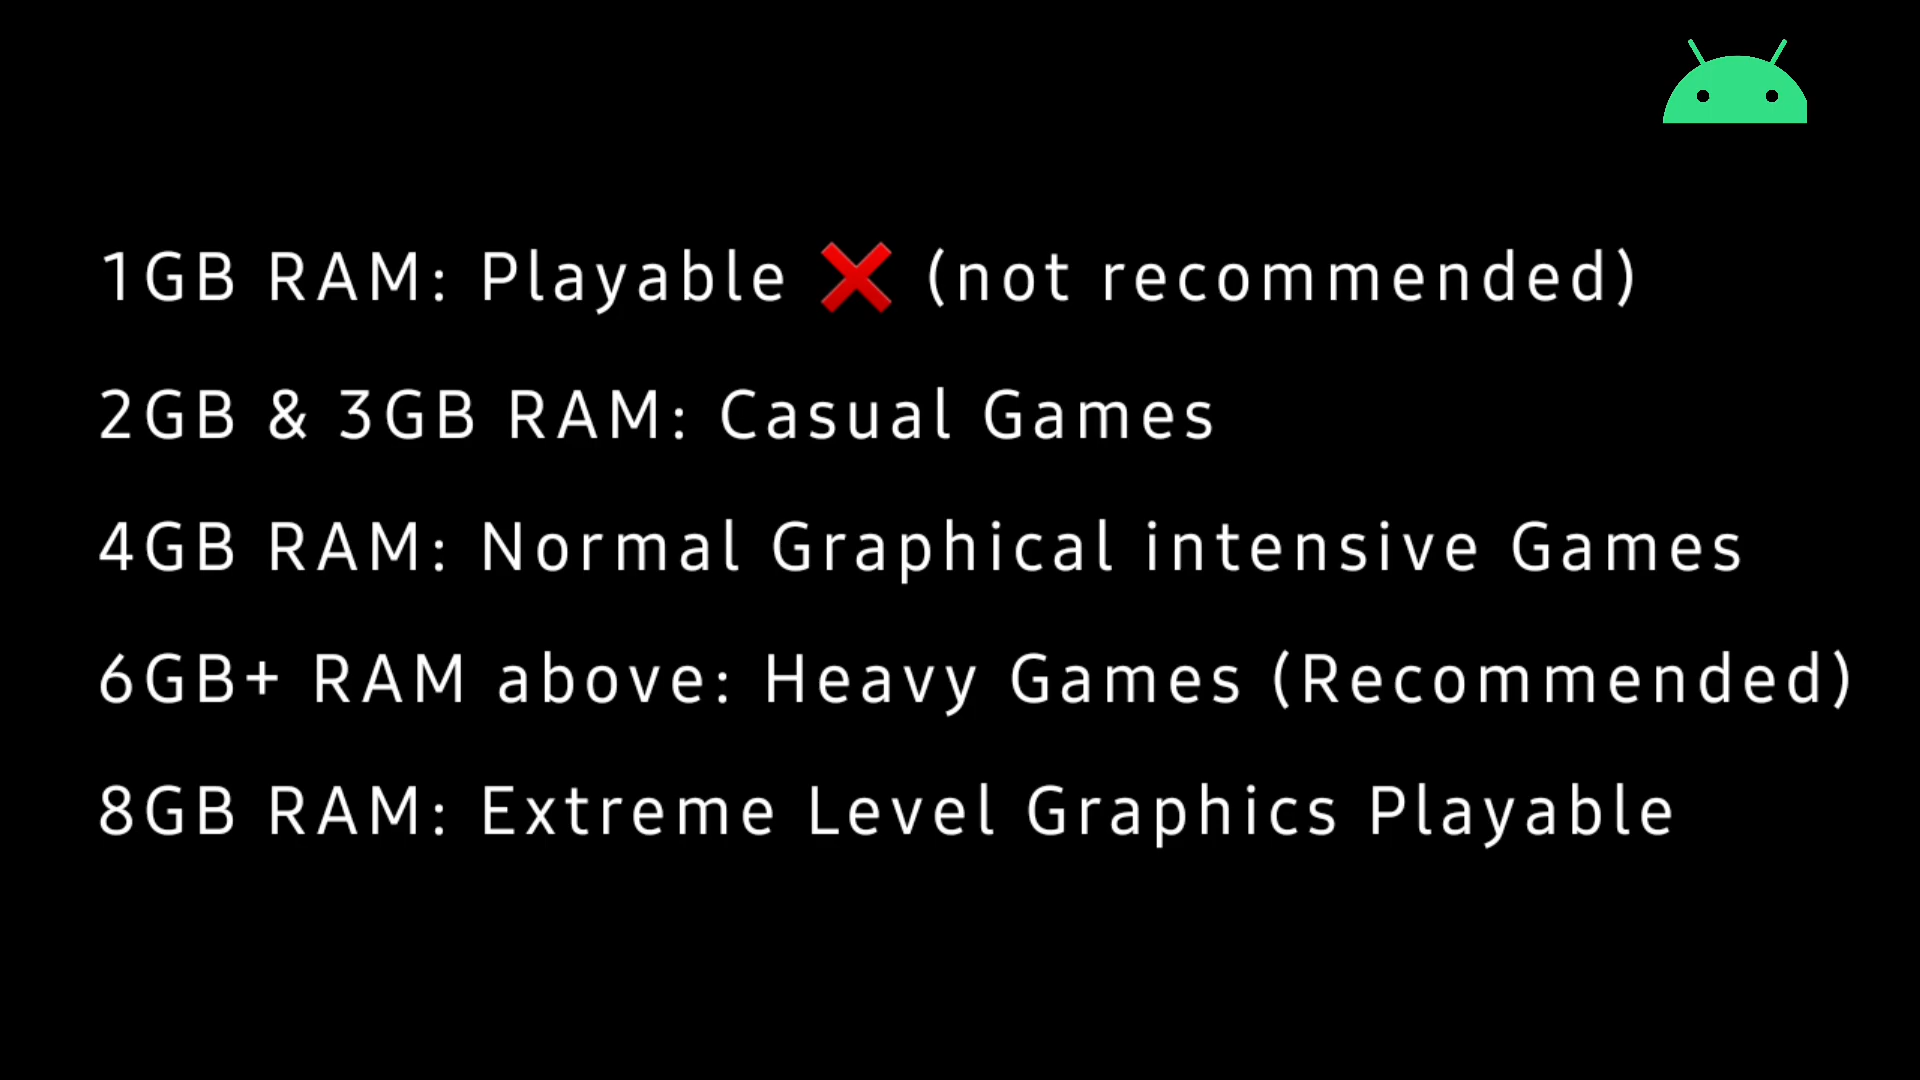 1GB RAM: Playable ❌ (not recommended)
2GB & 3GB RAM: Casual Games
4GB RAM: Normal Graphical intensive Games
6GB+ RAM above: Heavy Games (Recommended)
8GB RAM: Extreme Level Graphics Playable